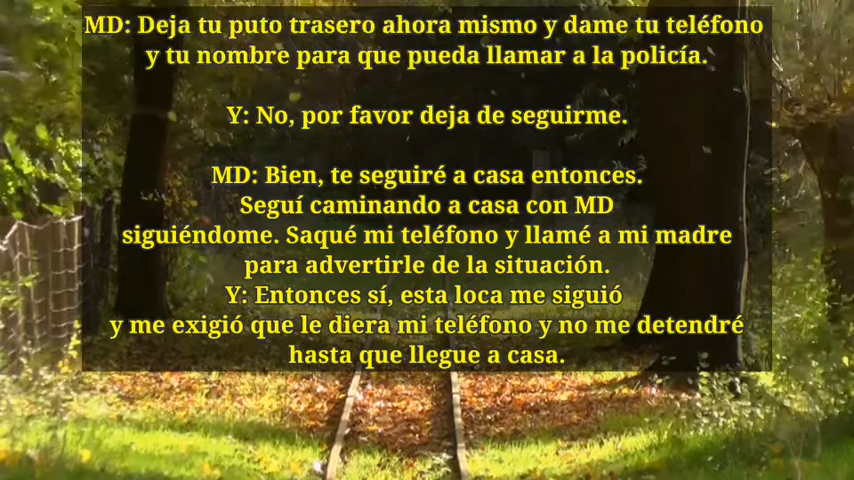 MD: Deja tu puto trasero ahora mismo y dame tu teléfono
y tu nombre para que pueda llamar a la policía.
Y: No, por favor deja de seguirme.
MD: Bien, te seguiré a casa entonces.
Seguí caminando a casa con MD
siguiéndome. Saqué mi teléfono y llamé a mi madre
para advertirle de la situación.
Y: Entonces sí, esta loca me siguió
y me exigió que le diera mi teléfono y no me detendré
hasta que llegue a casa.